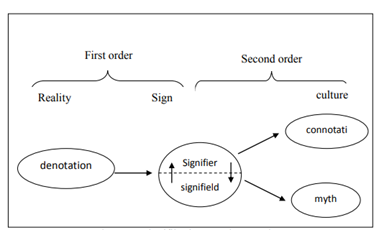 First order
Second order
Reality
Sign
culture
connotati
denotation
Signifier
signifield
myth